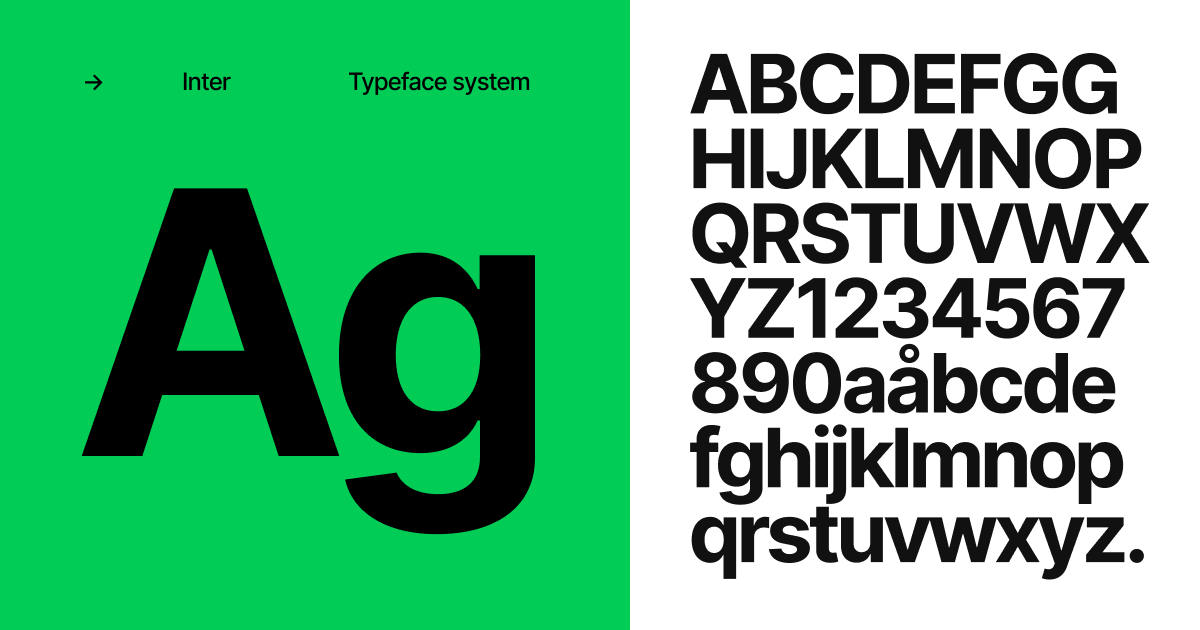 → Inter Typeface system
Ag
ABCDEFGG
HIJKLMNOP
QRSTUVWX
YZ1234567
890aåbcde
fghijklmnop
qrstuvwxyz.